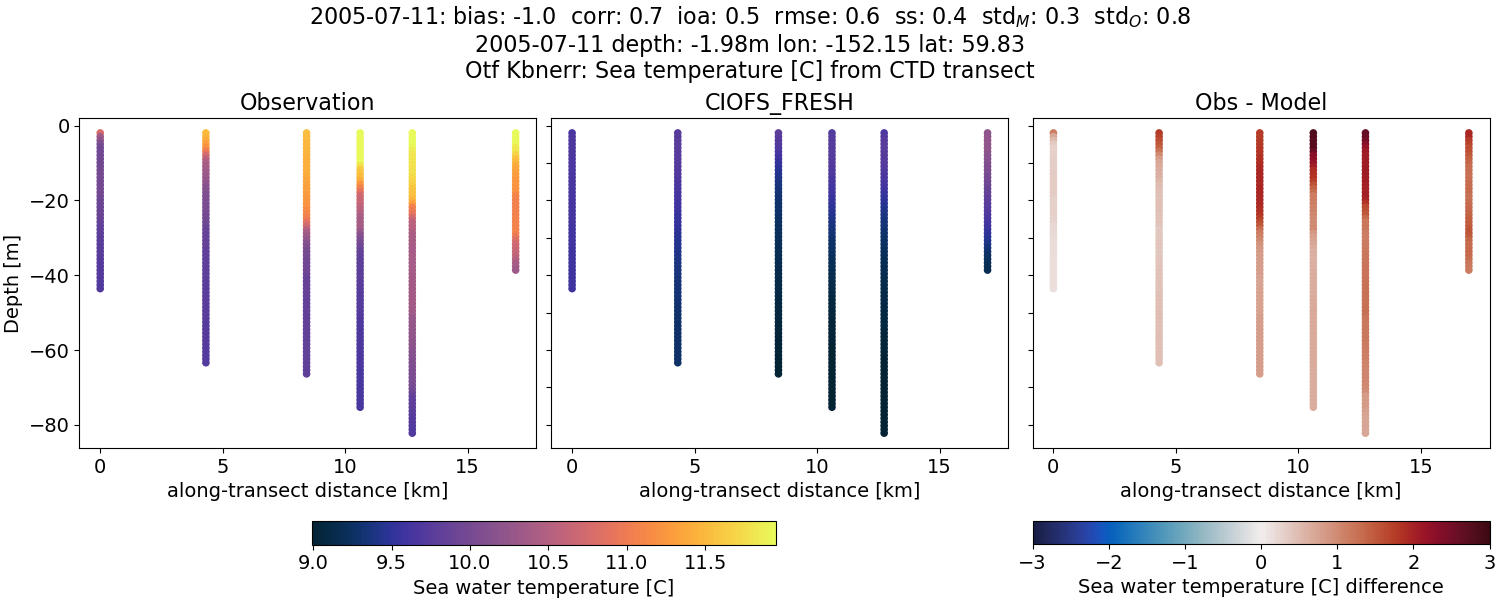 2005-07-11: bias: -1.0 corr: 0.7 ioa: 0.5 rmse: 0.6 ss: 0.4 std_M: 0.3 std_O: 0.8
2005-07-11 depth: -1.98m lon: -152.15 lat: 59.83
Otf Kbnerr: Sea temperature [C] from CTD transect
Observation CIOFS_FRESH Obs - Model
0
−20
−40
−60
−80
Depth [m]
0 5 10 15 0 5 10 15 0 5 10 15
along-transect distance [km] along-transect distance [km] along-transect distance [km]
9.0 9.5 10.0 10.5 11.0 11.5 −3 −2 −1 0 1 2 3
Sea water temperature [C] Sea water temperature [C] difference